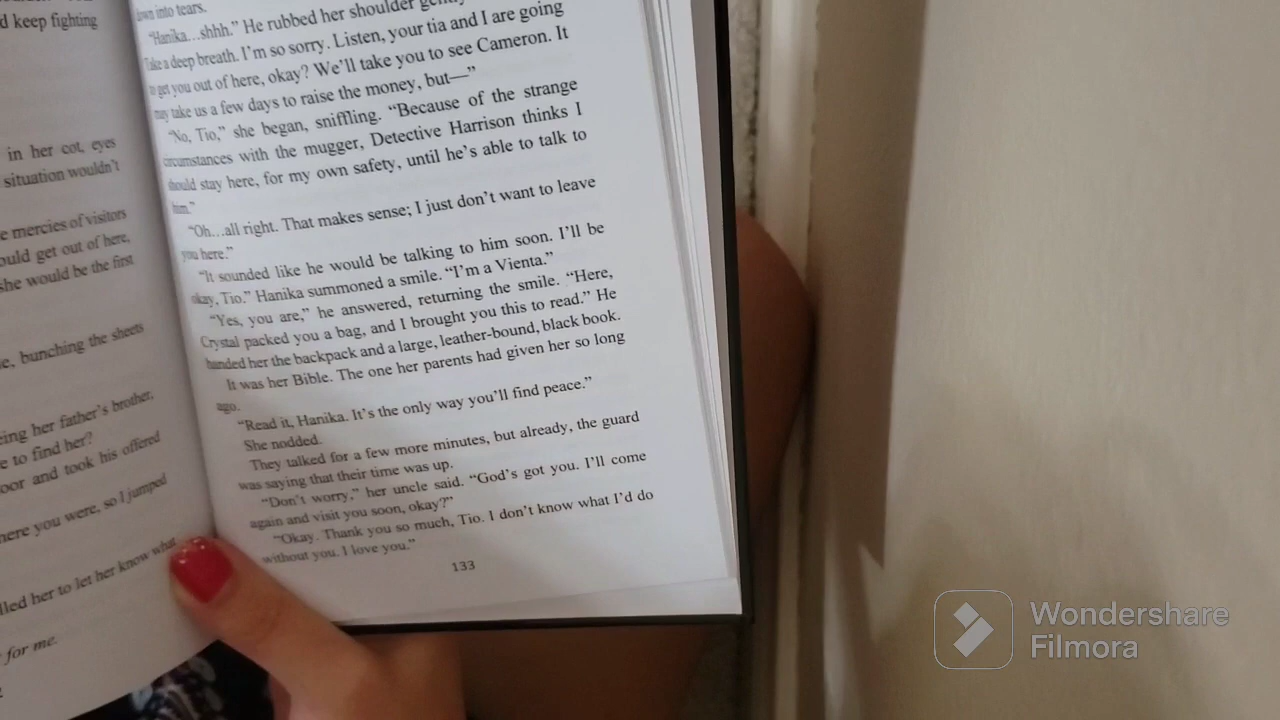 d keep fighting
in her cot, eyes
situation wouldn't
e mercies of visitors
ould get out of here,
she would be the first
e, bunching the sheets
eing her father's brother,
e to find her?
oor and took his offered
here you were, so I jumped
lled her to let her know what
for me.
down into tears.
"Hanika…shhh." He rubbed her shoulder gently
Take a deep breath. I'm so sorry. Listen, your tia and I are going
to get you out of here, okay? We'll take you to see Cameron. It
may take us a few days to raise the money, but—"
"No, Tio," she began, sniffling. "Because of the strange
circumstances with the mugger, Detective Harrison thinks I
should stay here, for my own safety, until he's able to talk to
him."
"Oh…all right. That makes sense; I just don't want to leave
you here."
"It sounded like he would be talking to him soon. I'll be
okay, Tio." Hanika summoned a smile. "I'm a Vienta."
"Yes, you are," he answered, returning the smile. "Here,
Crystal packed you a bag, and I brought you this to read." He
handed her the backpack and a large, leather-bound, black book.
It was her Bible. The one her parents had given her so long
ago.
"Read it, Hanika. It's the only way you'll find peace."
She nodded.
They talked for a few more minutes, but already, the guard
was saying that their time was up.
"Don't worry," her uncle said. "God's got you. I'll come
again and visit you soon, okay?"
"Okay. Thank you so much, Tio. I don't know what I'd do
without you. I love you."
133
Wondershare
Filmora